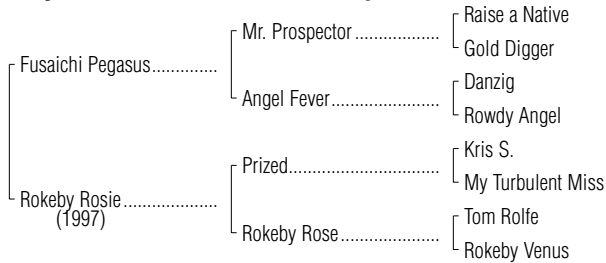 Raise a Native
Mr. Prospector ..................
Gold Digger
Fusaichi Pegasus..............
Danzig
Angel Fever.......................
Rowdy Angel
Kris S.
Prized................................
My Turbulent Miss
Rokeby Rosie....................
(1997)
Tom Rolfe
Rokeby Rose.....................
Rokeby Venus